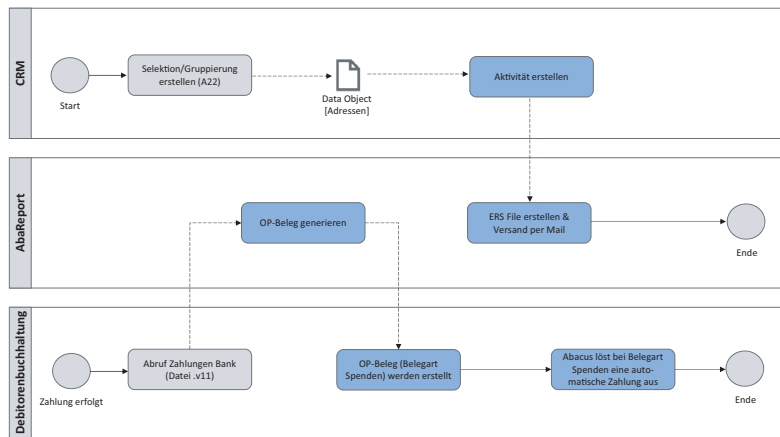 CRM
Start
Selektion/Gruppierung
erstellen (A22)
Data Object
[Adressen]
Aktivität erstellen
AbaReport
OP-Beleg generieren
ERS File erstellen &
Versand per Mail
Ende
Debitorenbuchhaltung
Zahlung erfolgt
Abruf Zahlungen Bank
(Datei .v11)
OP-Beleg (Belegart
Spenden) werden erstellt
Abacus löst bei Belegart
Spenden eine auto-
matische Zahlung aus
Ende